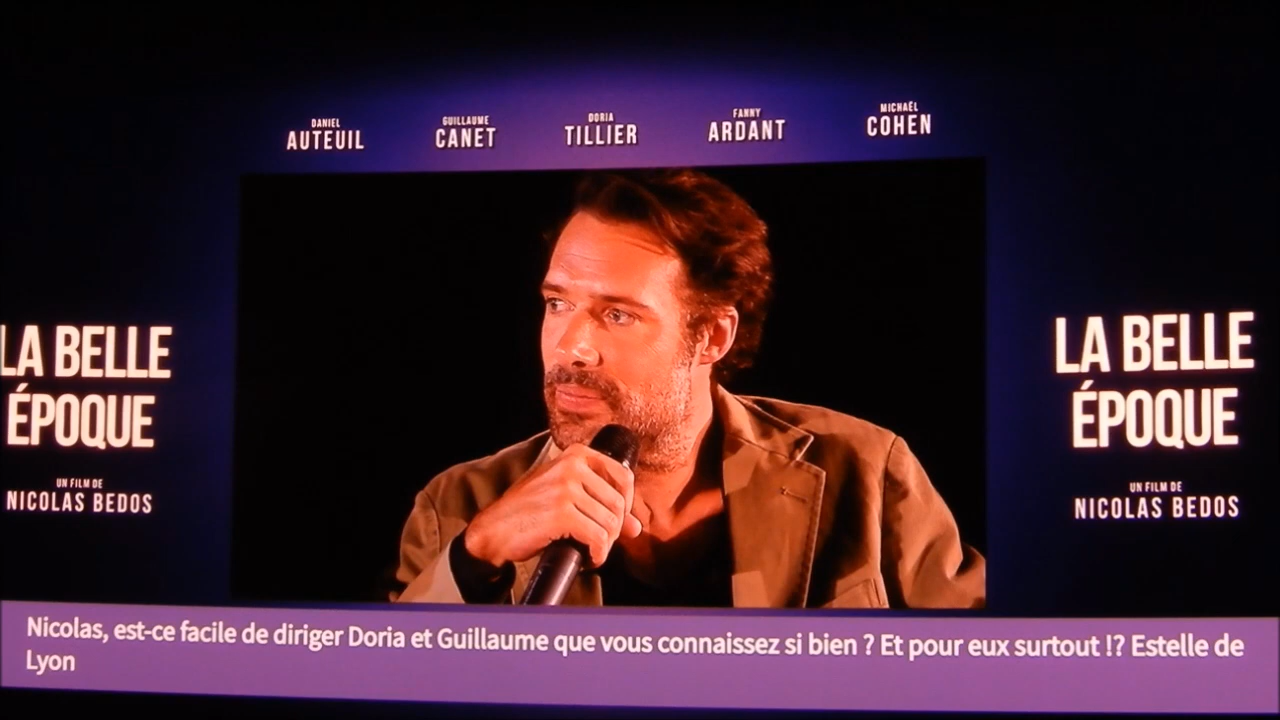 DANIEL
AUTEUIL
GUILLAUME
CANET
DORIA
TILLIER
FANNY
ARDANT
MICHAËL
COHEN
LA BELLE
ÉPOQUE
UN FILM DE
NICOLAS BEDOS
LA BELLE
ÉPOQUE
UN FILM DE
NICOLAS BEDOS
Nicolas, est-ce facile de diriger Doria et Guillaume que vous connaissez si bien ? Et pour eux surtout !? Estelle de
Lyon